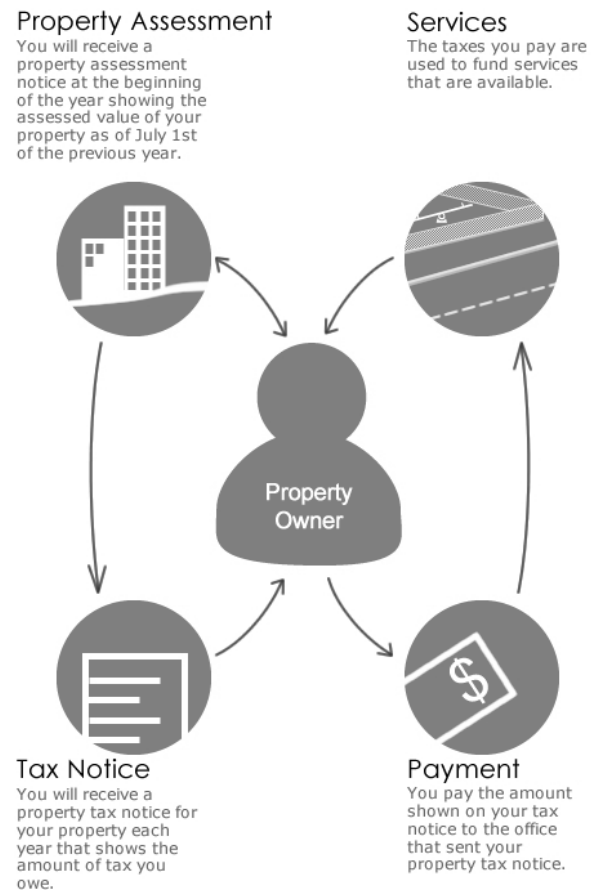 Property Assessment
You will receive a
property assessment
notice at the beginning
of the year showing the
assessed value of your
property as of July 1st
of the previous year.
Services
The taxes you pay are
used to fund services
that are available.
Property
Owner
$
Tax Notice
You will receive a
property tax notice for
your property each
year that shows the
amount of tax you
owe.
Payment
You pay the amount
shown on your tax
notice to the office
that sent your
property tax notice.